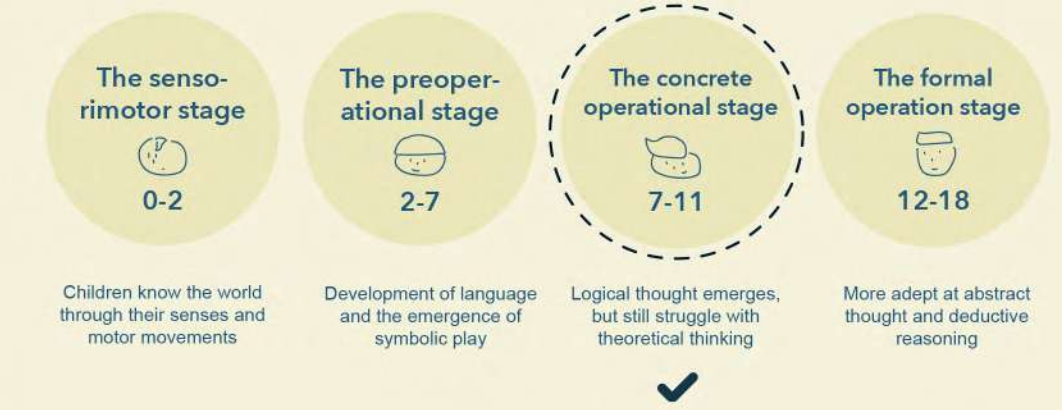 The senso-
rimotor stage
0-2
Children know the world
through their senses and
motor movements
The preoper-
ational stage
2-7
Development of language
and the emergence of
symbolic play
The concrete
operational stage
7-11
Logical thought emerges,
but still struggle with
theoretical thinking
The formal
operation stage
12-18
More adept at abstract
thought and deductive
reasoning